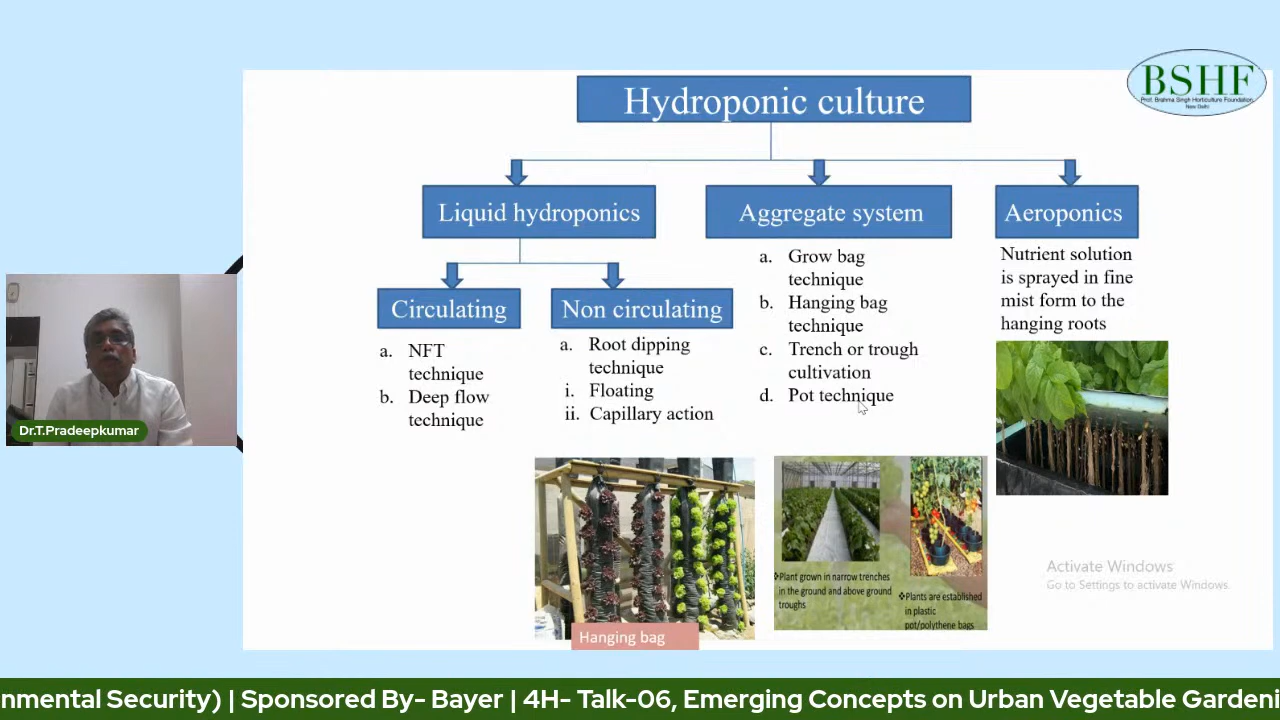 BSHF
Prof. Brahma Singh Horticulture Foundation
New Delhi
Hydroponic culture
Liquid hydroponics
Aggregate system
Aeroponics
Circulating
Non circulating
a. NFT
technique
b. Deep flow
technique
a. Root dipping
technique
i. Floating
ii. Capillary action
a. Grow bag
technique
b. Hanging bag
technique
c. Trench or trough
cultivation
d. Pot technique
Nutrient solution
is sprayed in fine
mist form to the
hanging roots
Hanging bag
❖Plant grown in narrow trenches
in the ground and above ground
troughs
❖Plants are established
in plastic
pot/polythene bags
Activate Windows
Go to Settings to activate Windows.
Dr.T.Pradeepkumar
nmental Security) | Sponsored By- Bayer | 4H- Talk-06, Emerging Concepts on Urban Vegetable Gardeni